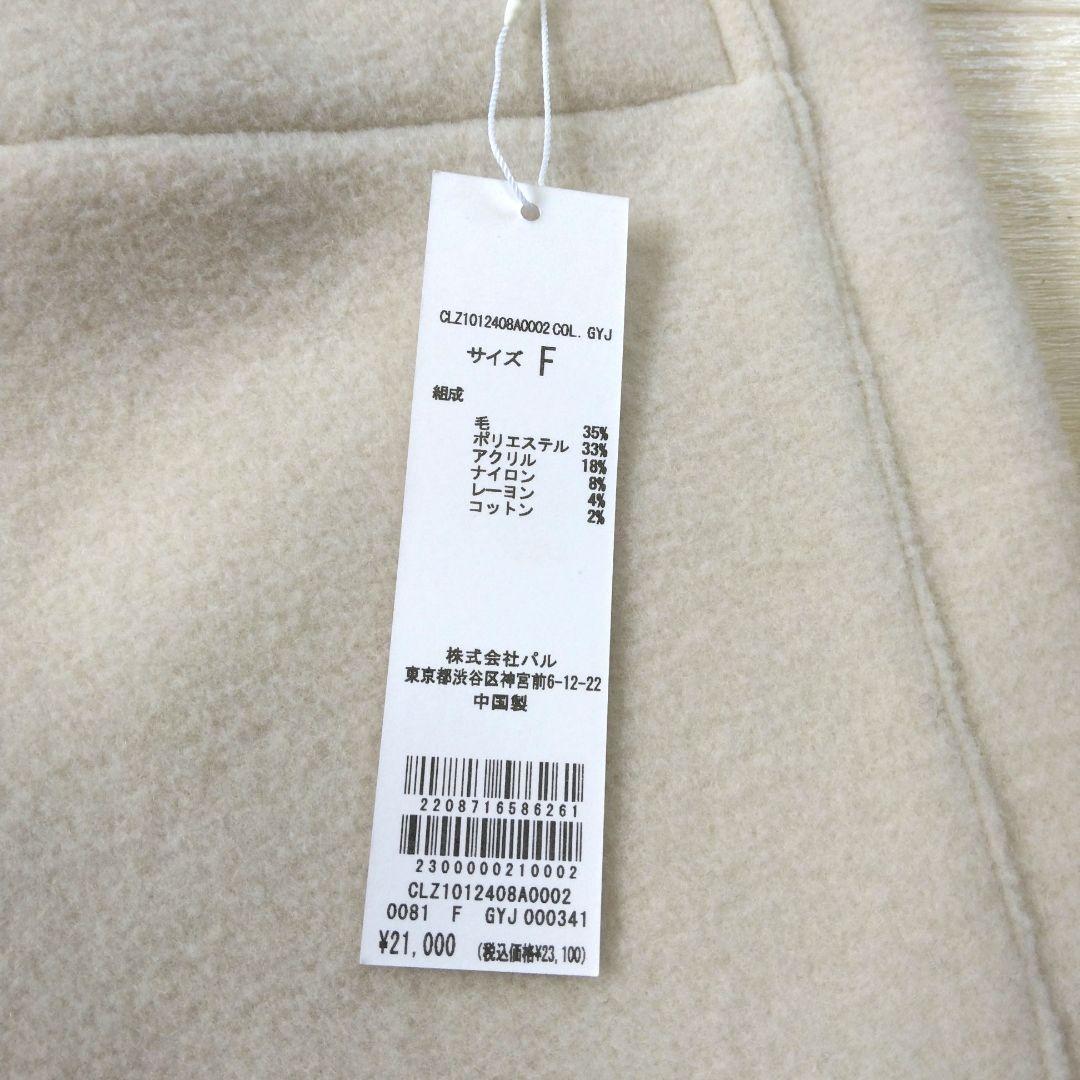 CLZ1012408A0002 COL. GYJ
サイズ F
組成
毛 35%
ポリエステル 33%
アクリル 18%
ナイロン 8%
レーヨン 4%
コットン 2%
株式会社パル
東京都渋谷区神宮前6-12-22
中国製
2208716586261
2300000210002
CLZ1012408A0002
0081 F GYJ 000341
¥21,000 (税込価格¥23,100)